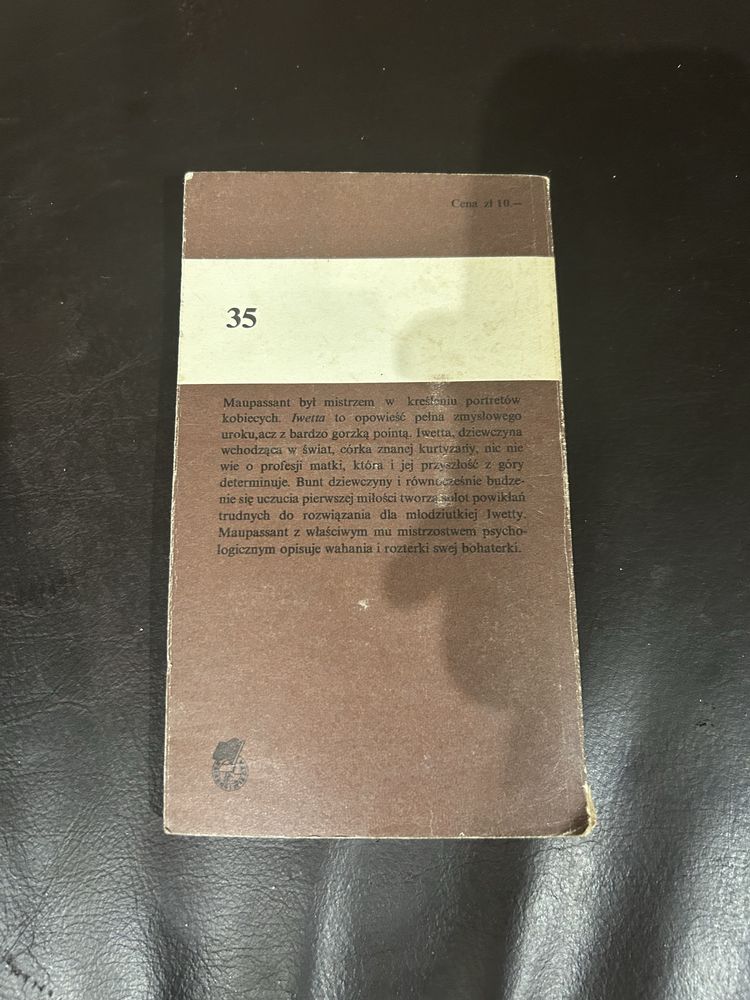 Cena zł 10.—
35
Maupassant był mistrzem w kreśleniu portretów
kobiecych. Iwetta to opowieść pełna zmysłowego
uroku,acz z bardzo gorzką pointą. Iwetta, dziewczyna
wchodząca w świat, córka znanej kurtyzany, nic nie
wie o profesji matki, która i jej przyszłość z góry
determinuje. Bunt dziewczyny i równocześnie budze-
nie się uczucia pierwszej miłości tworzą splot powikłań
trudnych do rozwiązania dla młodziutkiej Iwetty.
Maupassant z właściwym mu mistrzostwem psycho-
logicznym opisuje wahania i rozterki swej bohaterki.